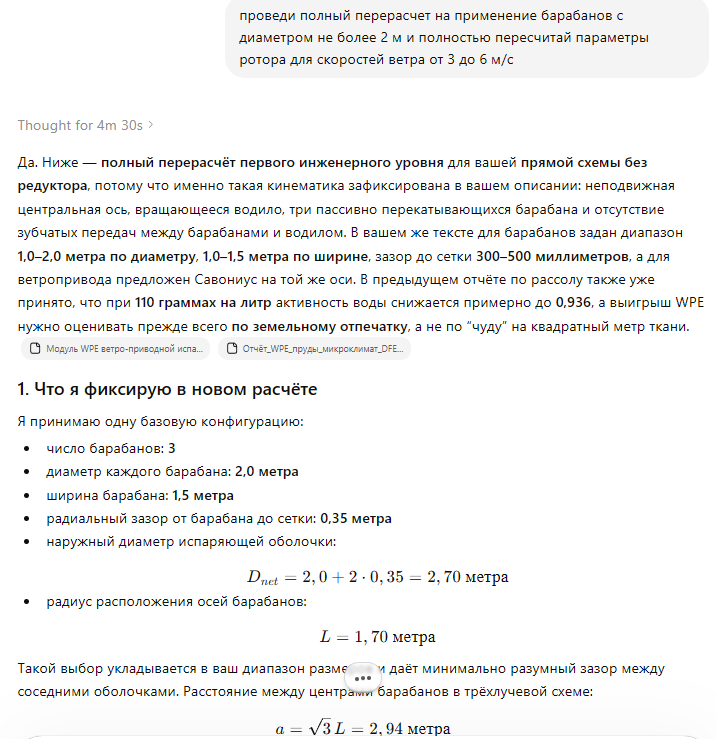 проведи полный перерасчет на применение барабанов с
диаметром не более 2 м и полностью пересчитай параметры
ротора для скоростей ветра от 3 до 6 м/с
Thought for 4m 30s >
Да. Ниже — полный перерасчёт первого инженерного уровня для вашей прямой схемы без
редуктора, потому что именно такая кинематика зафиксирована в вашем описании: неподвижная
центральная ось, вращающееся водило, три пассивно перекатывающихся барабана и отсутствие
зубчатых передач между барабанами и водилом. В вашем же тексте для барабанов задан диапазон
1,0–2,0 метра по диаметру, 1,0–1,5 метра по ширине, зазор до сетки 300–500 миллиметров, а для
ветропривода предложен Савониус на той же оси. В предыдущем отчёте по рассолу также уже
принято, что при 110 граммах на литр активность воды снижается примерно до 0,936, а выигрыш WPE
нужно оценивать прежде всего по земельному отпечатку, а не по “чуду” на квадратный метр ткани.
Модуль WPE ветро-приводной испа... Отчёт_WPE_пруды_микроклимат_DFE...
1. Что я фиксирую в новом расчёте
Я принимаю одну базовую конфигурацию:
• число барабанов: 3
• диаметр каждого барабана: 2,0 метра
• ширина барабана: 1,5 метра
• радиальный зазор от барабана до сетки: 0,35 метра
• наружный диаметр испаряющей оболочки:
D_net = 2,0 + 2 · 0,35 = 2,70 метра
• радиус расположения осей барабанов:
L = 1,70 метра
Такой выбор укладывается в ваш диапазон и даёт минимально разумный зазор между
соседними оболочками. Расстояние между центрами барабанов в трёхлучевой схеме:
a = √3 L = 2,94 метра